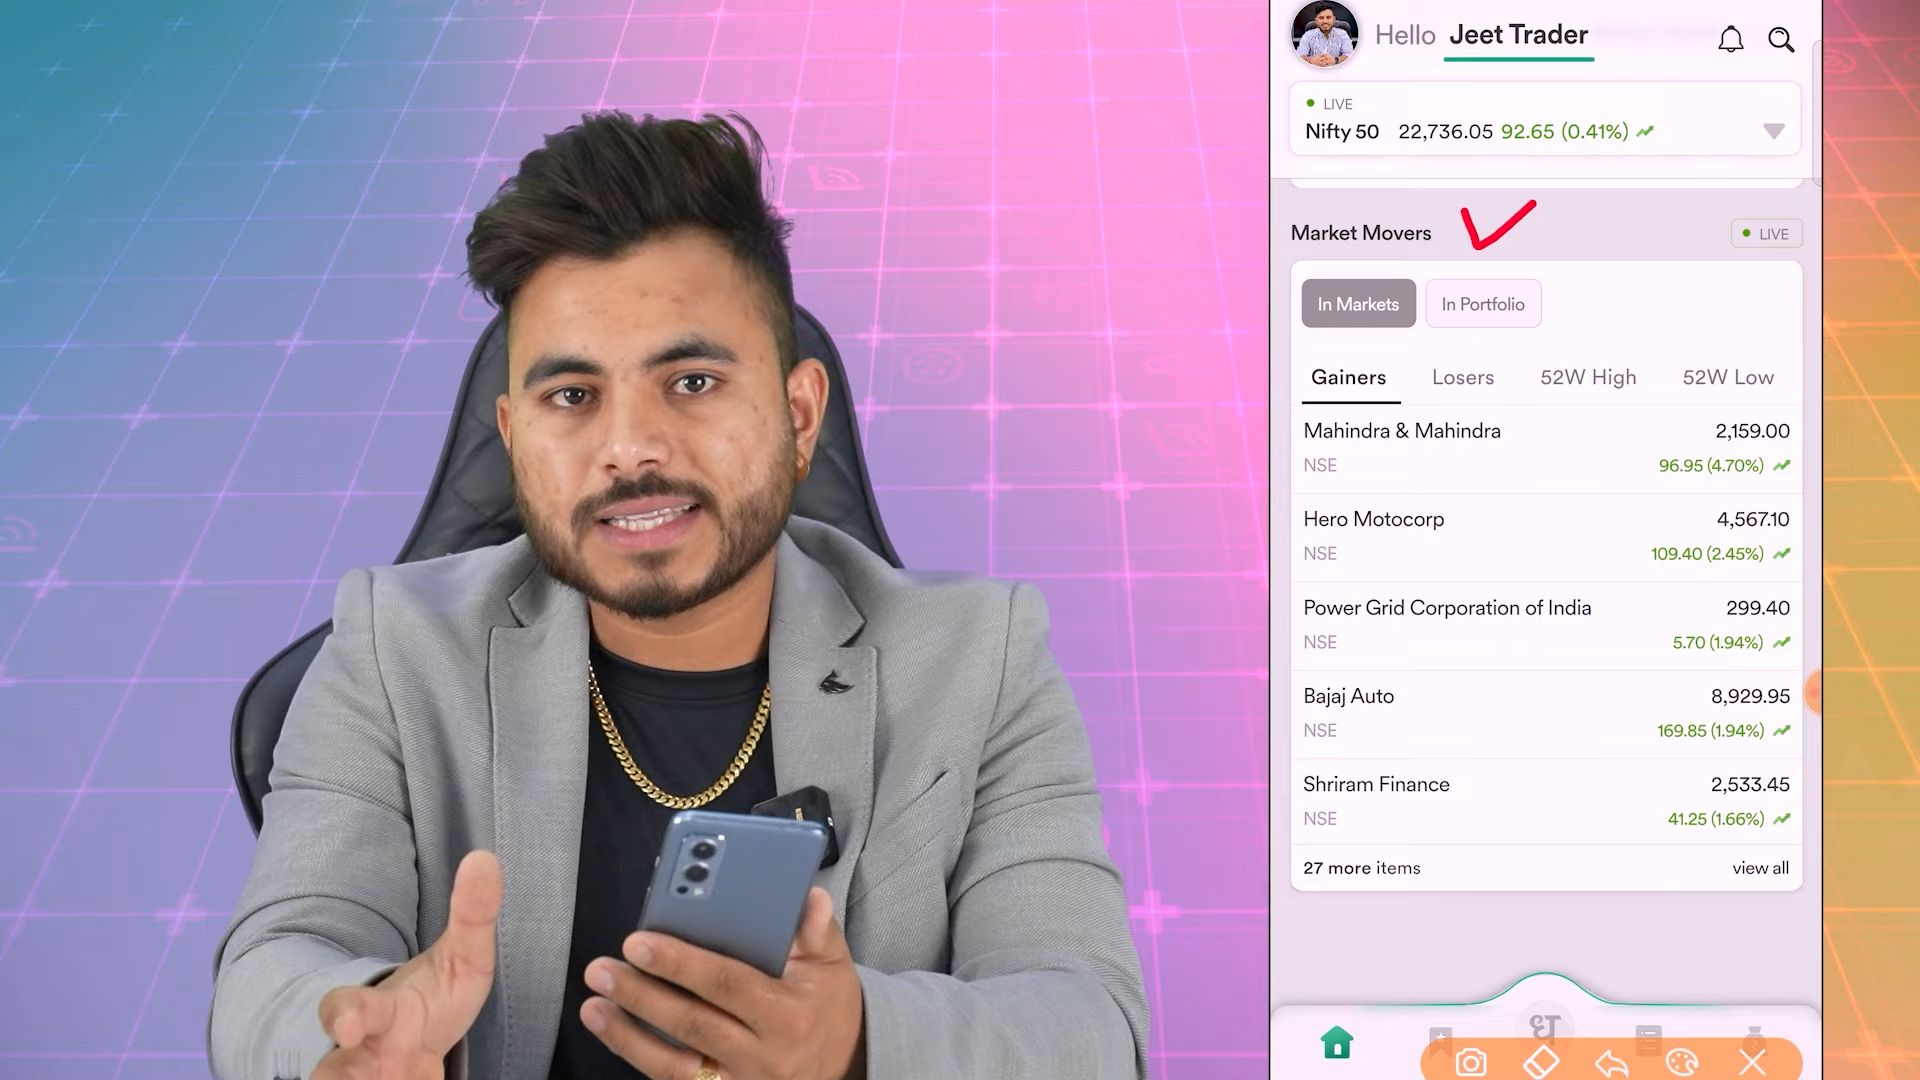 Hello Jeet Trader
LIVE
Nifty 50 22,736.05 92.65 (0.41%)
Market Movers LIVE
In Markets In Portfolio
Gainers Losers 52W High 52W Low
Mahindra & Mahindra 2,159.00
NSE 96.95 (4.70%)
Hero Motocorp 4,567.10
NSE 109.40 (2.45%)
Power Grid Corporation of India 299.40
NSE 5.70 (1.94%)
Bajaj Auto 8,929.95
NSE 169.85 (1.94%)
Shriram Finance 2,533.45
NSE 41.25 (1.66%)
27 more items view all
ध